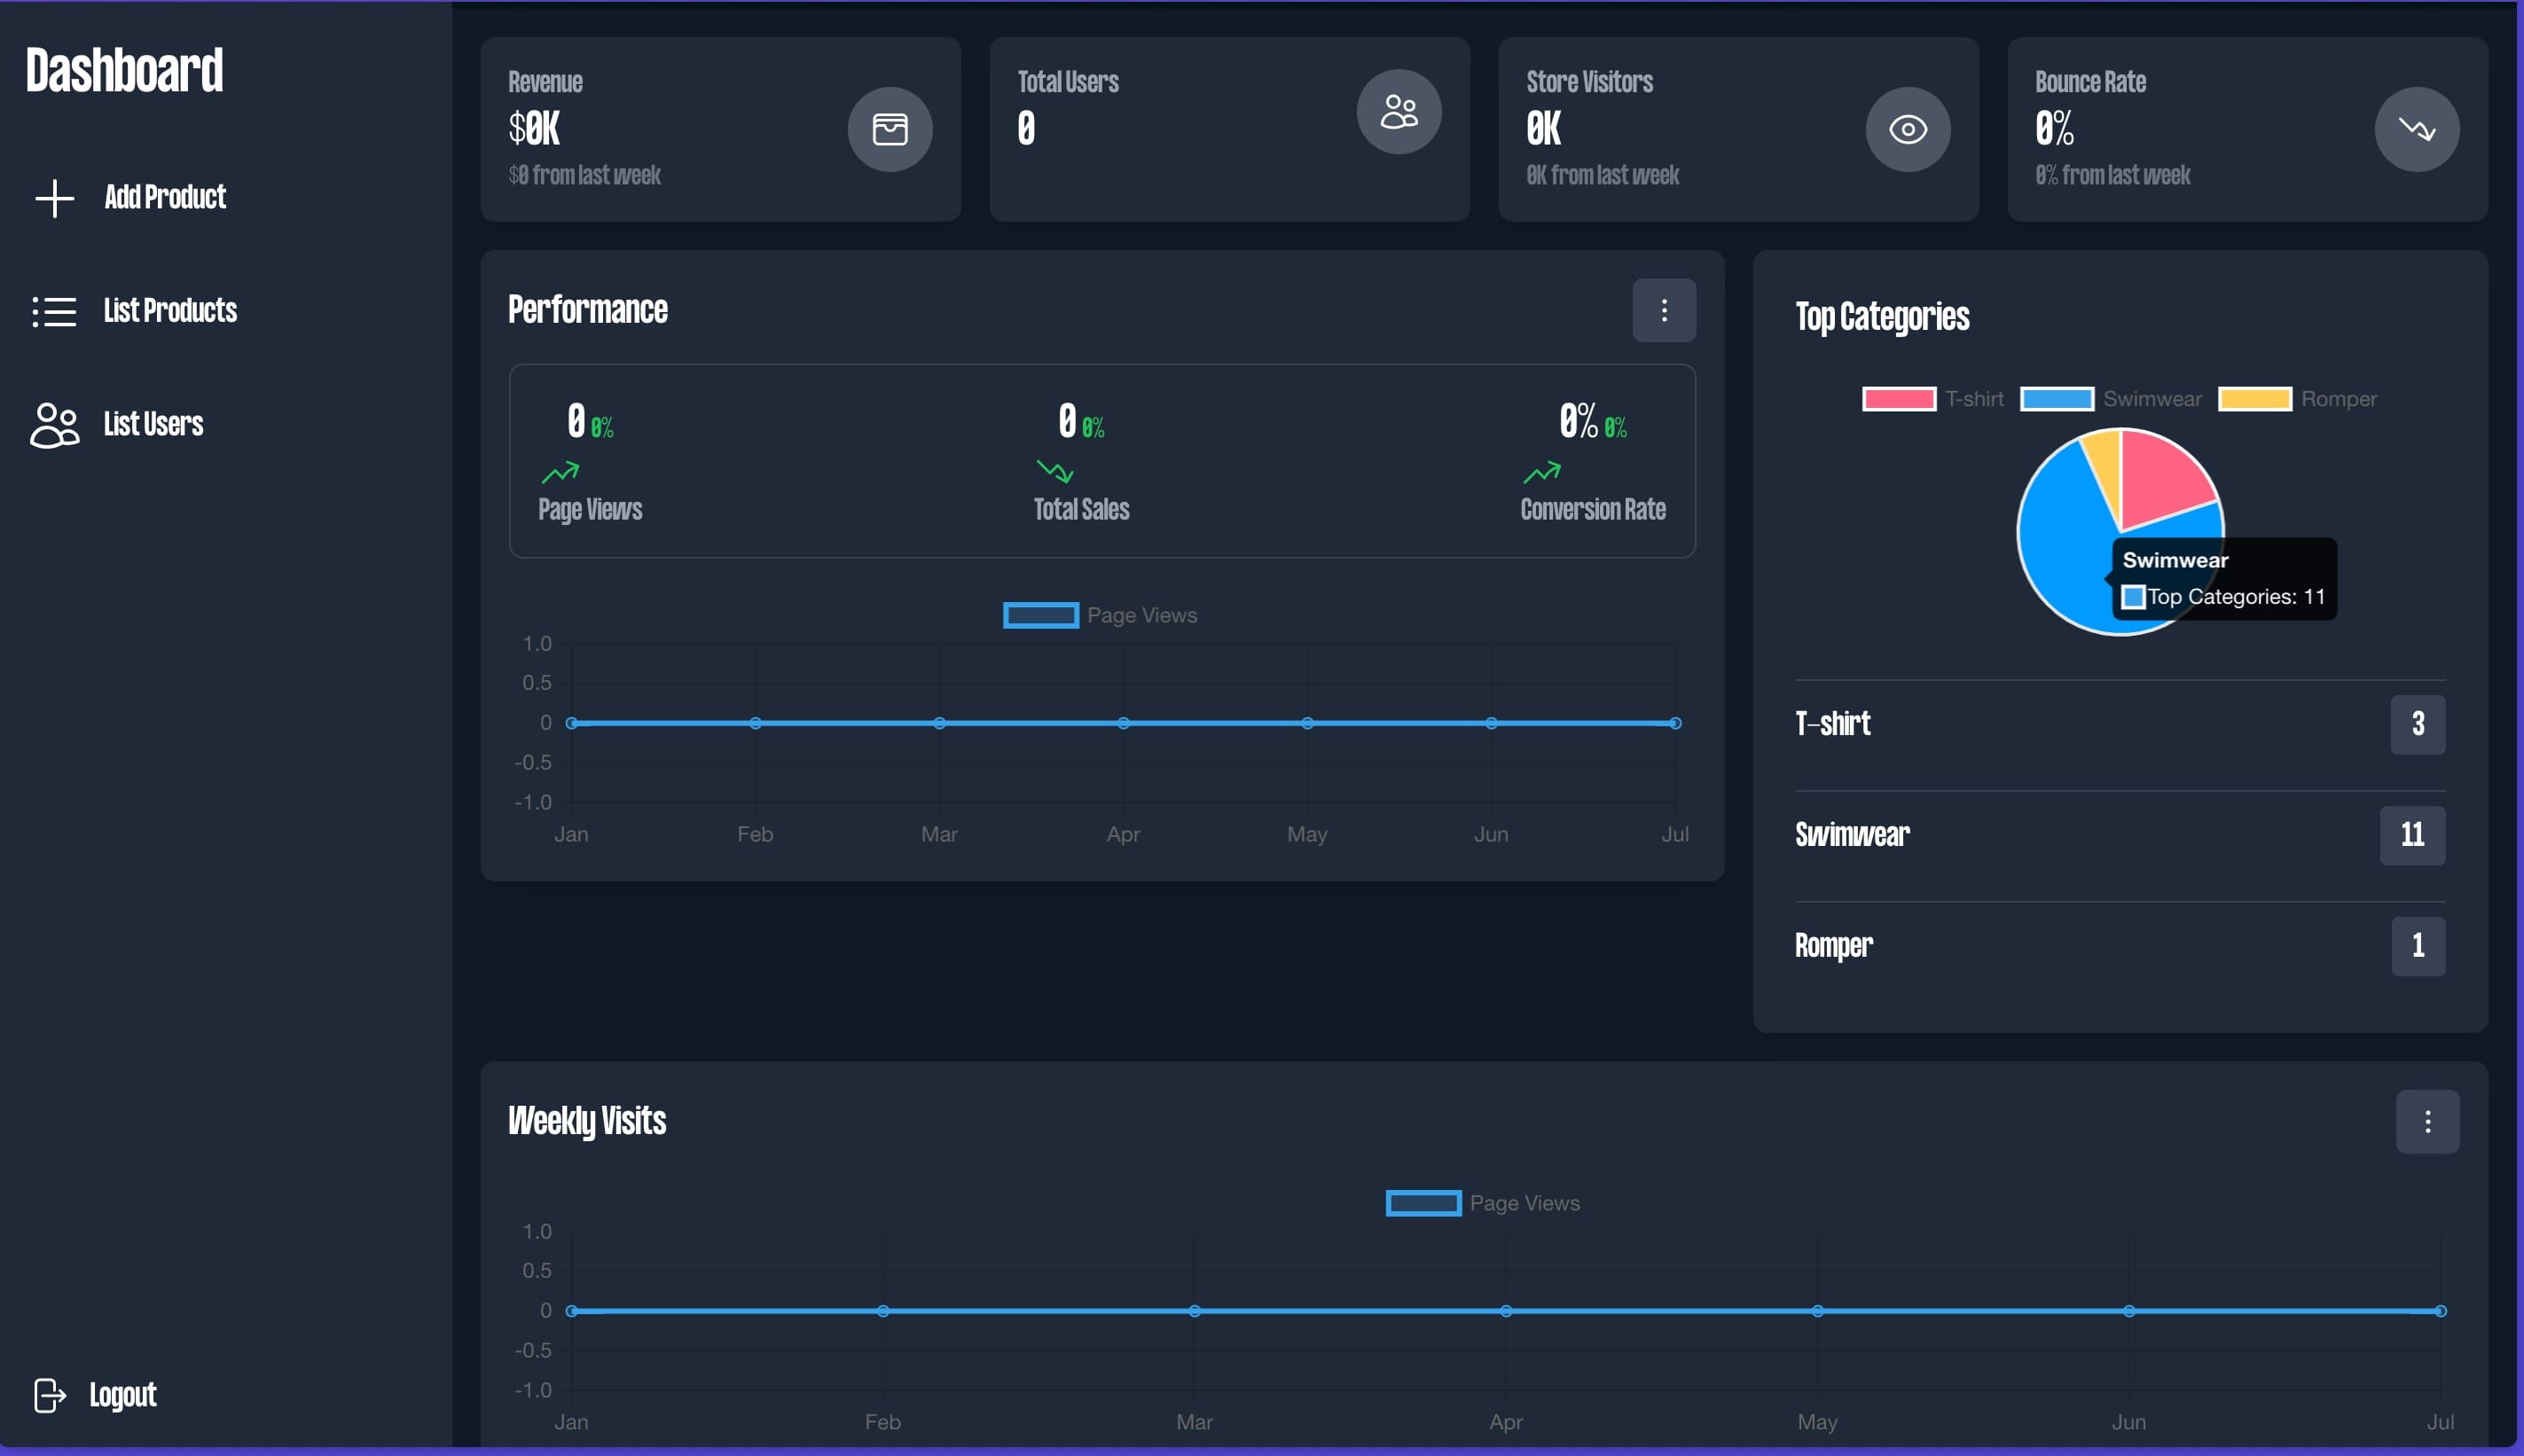 Dashboard
Add Product
List Products
List Users
Logout
Revenue
$0K
$0 from last week
Total Users
0
Store Visitors
0K
0K from last week
Bounce Rate
0%
0% from last week
Performance
0 0%
Page Views
0 0%
Total Sales
0% 0%
Conversion Rate
Page Views
1.0
0.5
0
-0.5
-1.0
Jan Feb Mar Apr May Jun Jul
Top Categories
T-shirt Swimwear Romper
Swimwear
Top Categories: 11
T-shirt 3
Swimwear 11
Romper 1
Weekly Visits
Page Views
1.0
0.5
0
-0.5
-1.0
Jan Feb Mar Apr May Jun Jul